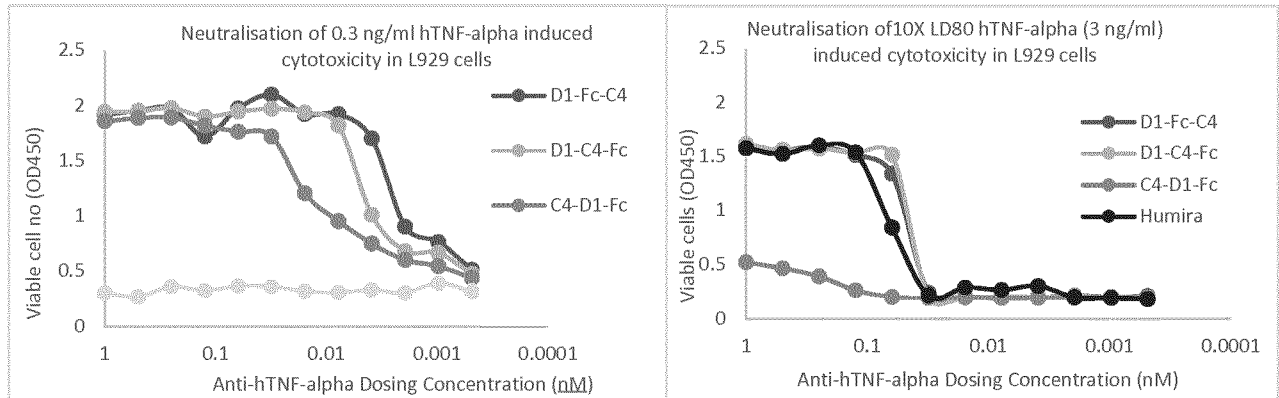 Neutralisation of 0.3 ng/ml hTNF-alpha induced
cytotoxicity in L929 cells
2.5
2
1.5
1
0.5
0
Viable cell no (OD450)
D1-Fc-C4
D1-C4-Fc
C4-D1-Fc
1 0.1 0.01 0.001 0.0001
Anti-hTNF-alpha Dosing Concentration (nM)
Neutralisation of10X LD80 hTNF-alpha (3 ng/ml)
induced cytotoxicity in L929 cells
2.5
2
1.5
1
0.5
0
Viable cells (OD450)
D1-Fc-C4
D1-C4-Fc
C4-D1-Fc
Humira
1 0.1 0.01 0.001 0.0001
Anti-hTNF-alpha Dosing Concentration (nM)